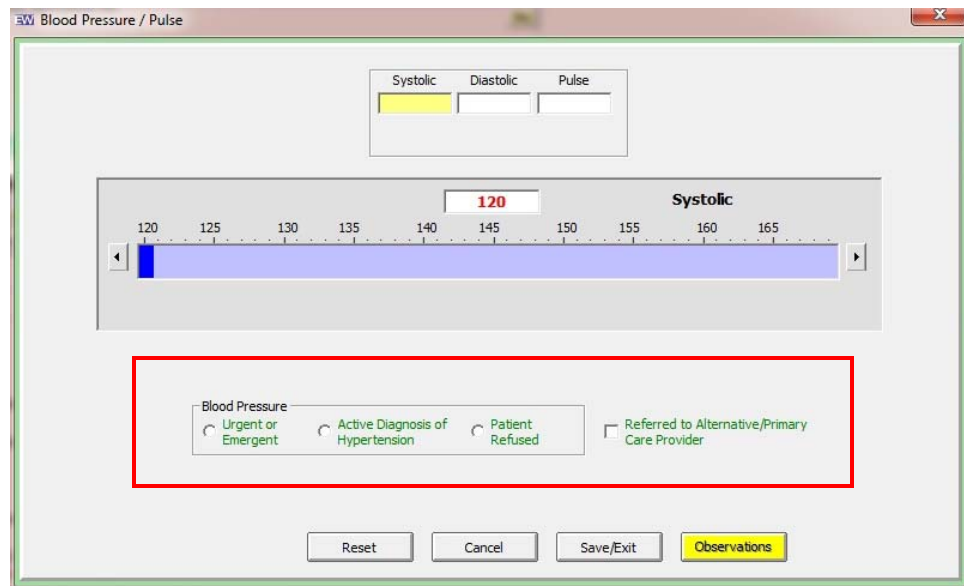 EW Blood Pressure / Pulse
Systolic Diastolic Pulse
120 Systolic
120 125 130 135 140 145 150 155 160 165
Blood Pressure
Urgent or
Emergent
Active Diagnosis of
Hypertension
Patient
Refused
Referred to Alternative/Primary
Care Provider
Reset Cancel Save/Exit Observations